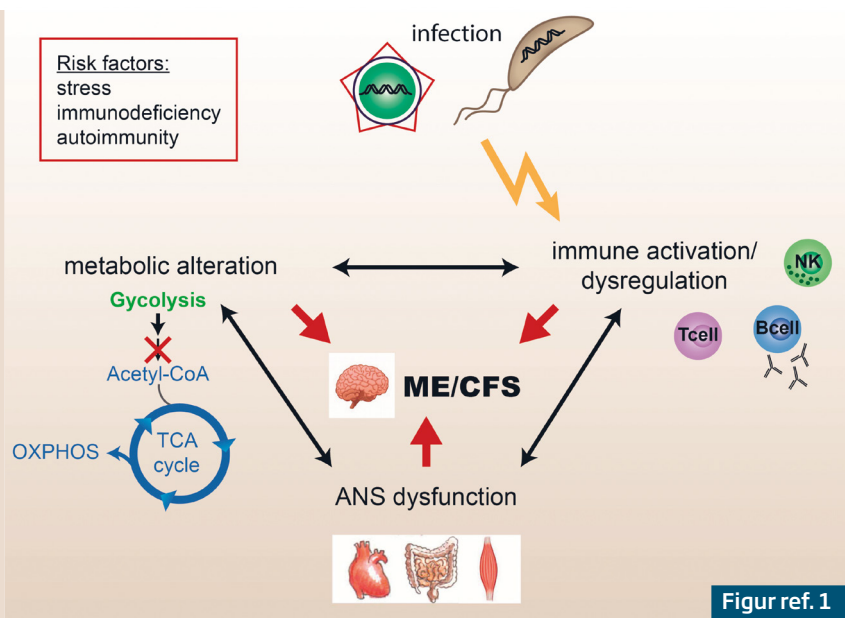 infection
Risk factors:
stress
immunodeficiency
autoimmunity
metabolic alteration
immune activation/
dysregulation
NK
Tcell
Bcell
Gycolysis
Acetyl-CoA
OXPHOS
TCA
cycle
ME/CFS
ANS dysfunction
Figur ref. 1